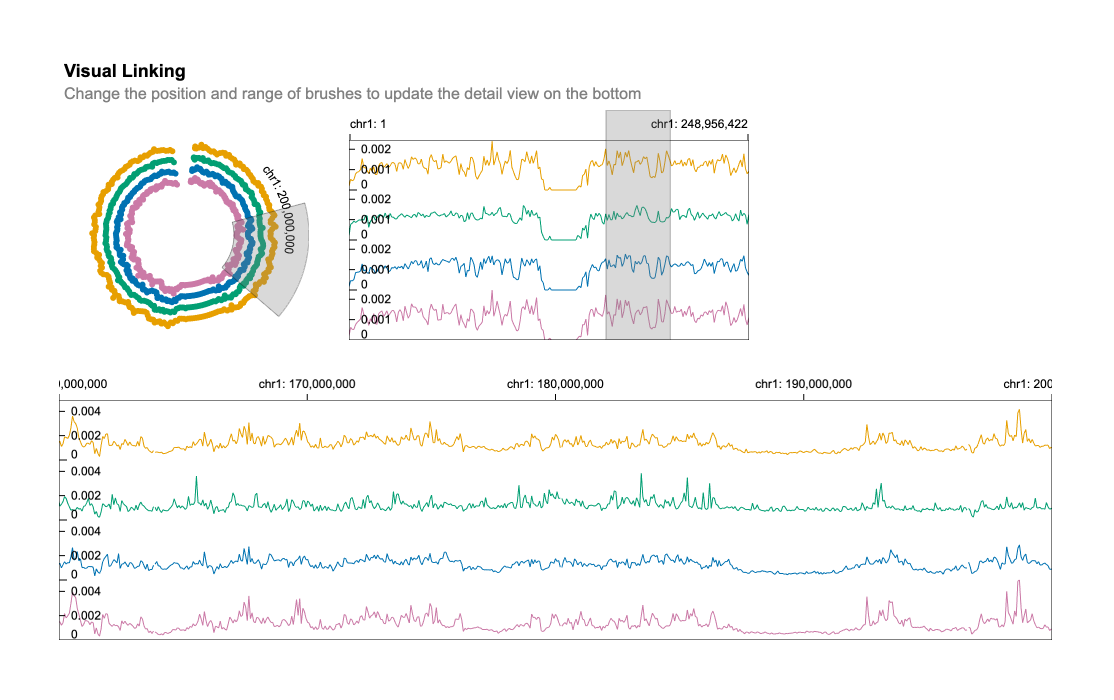 Visual Linking
Change the position and range of brushes to update the detail view on the bottom
chr1: 1
chr1: 248,956,422
chr1: 200,000,000
0.002
0.001
0
0.002
0.001
0
0.002
0.001
0
0.002
0.001
0
,000,000
chr1: 170,000,000
chr1: 180,000,000
chr1: 190,000,000
chr1: 200
0.004
0.002
0
0.004
0.002
0
0.004
0.002
0
0.004
0.002
0